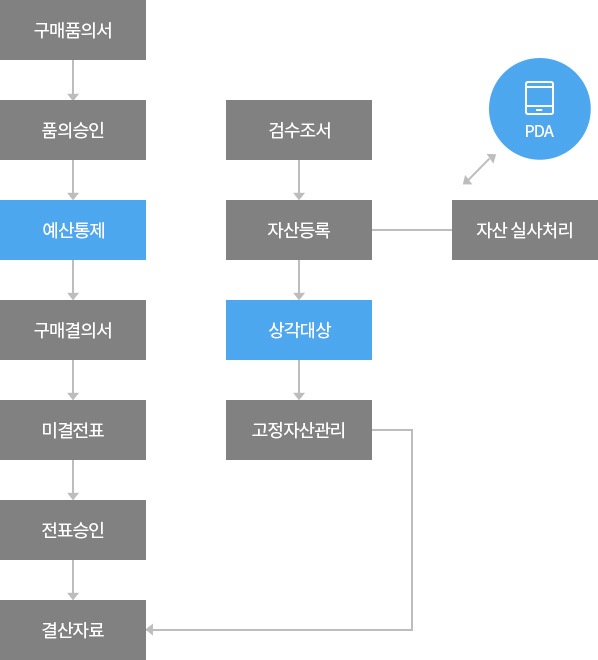 구매품의서
품의승인
예산통제
구매결의서
미결전표
전표승인
결산자료
검수조서
자산등록
상각대상
고정자산관리
PDA
자산 실사처리